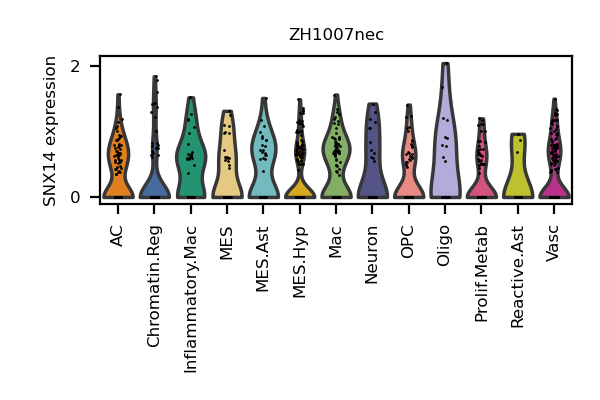 ZH1007nec
SNX14 expression
2
0
AC
Chromatin.Reg
Inflammatory.Mac
MES
MES.Ast
MES.Hyp
Mac
Neuron
OPC
Oligo
Prolif.Metab
Reactive.Ast
Vasc